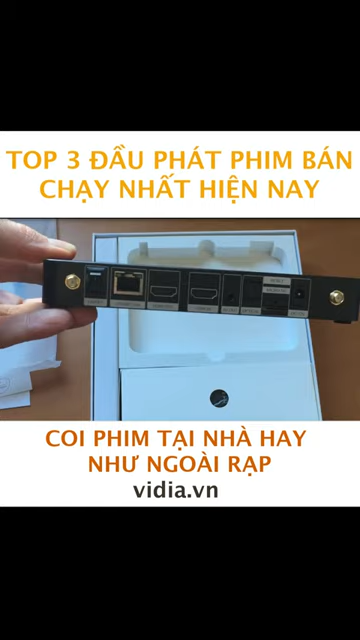 TOP 3 ĐẦU PHÁT PHIM BÁN
CHẠY NHẤT HIỆN NAY
COI PHIM TẠI NHÀ HAY
NHƯ NGOÀI RẠP
vidia.vn